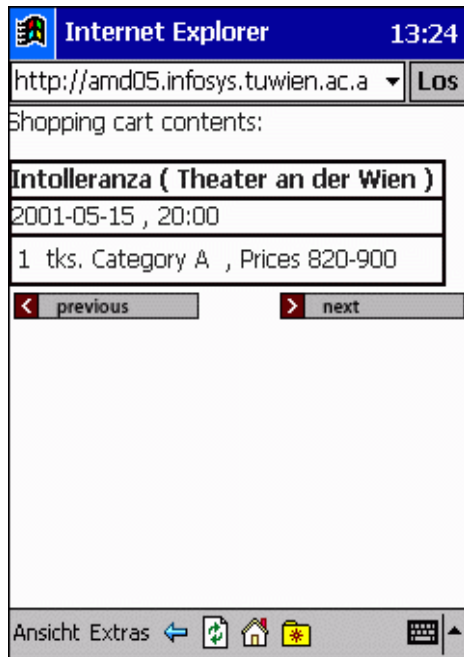 Internet Explorer 13:24
http://amd05.infosys.tuwien.ac.a Los
Shopping cart contents:
Intolleranza ( Theater an der Wien )
2001-05-15 , 20:00
1 tks. Category A , Prices 820-900
previous next
Ansicht Extras